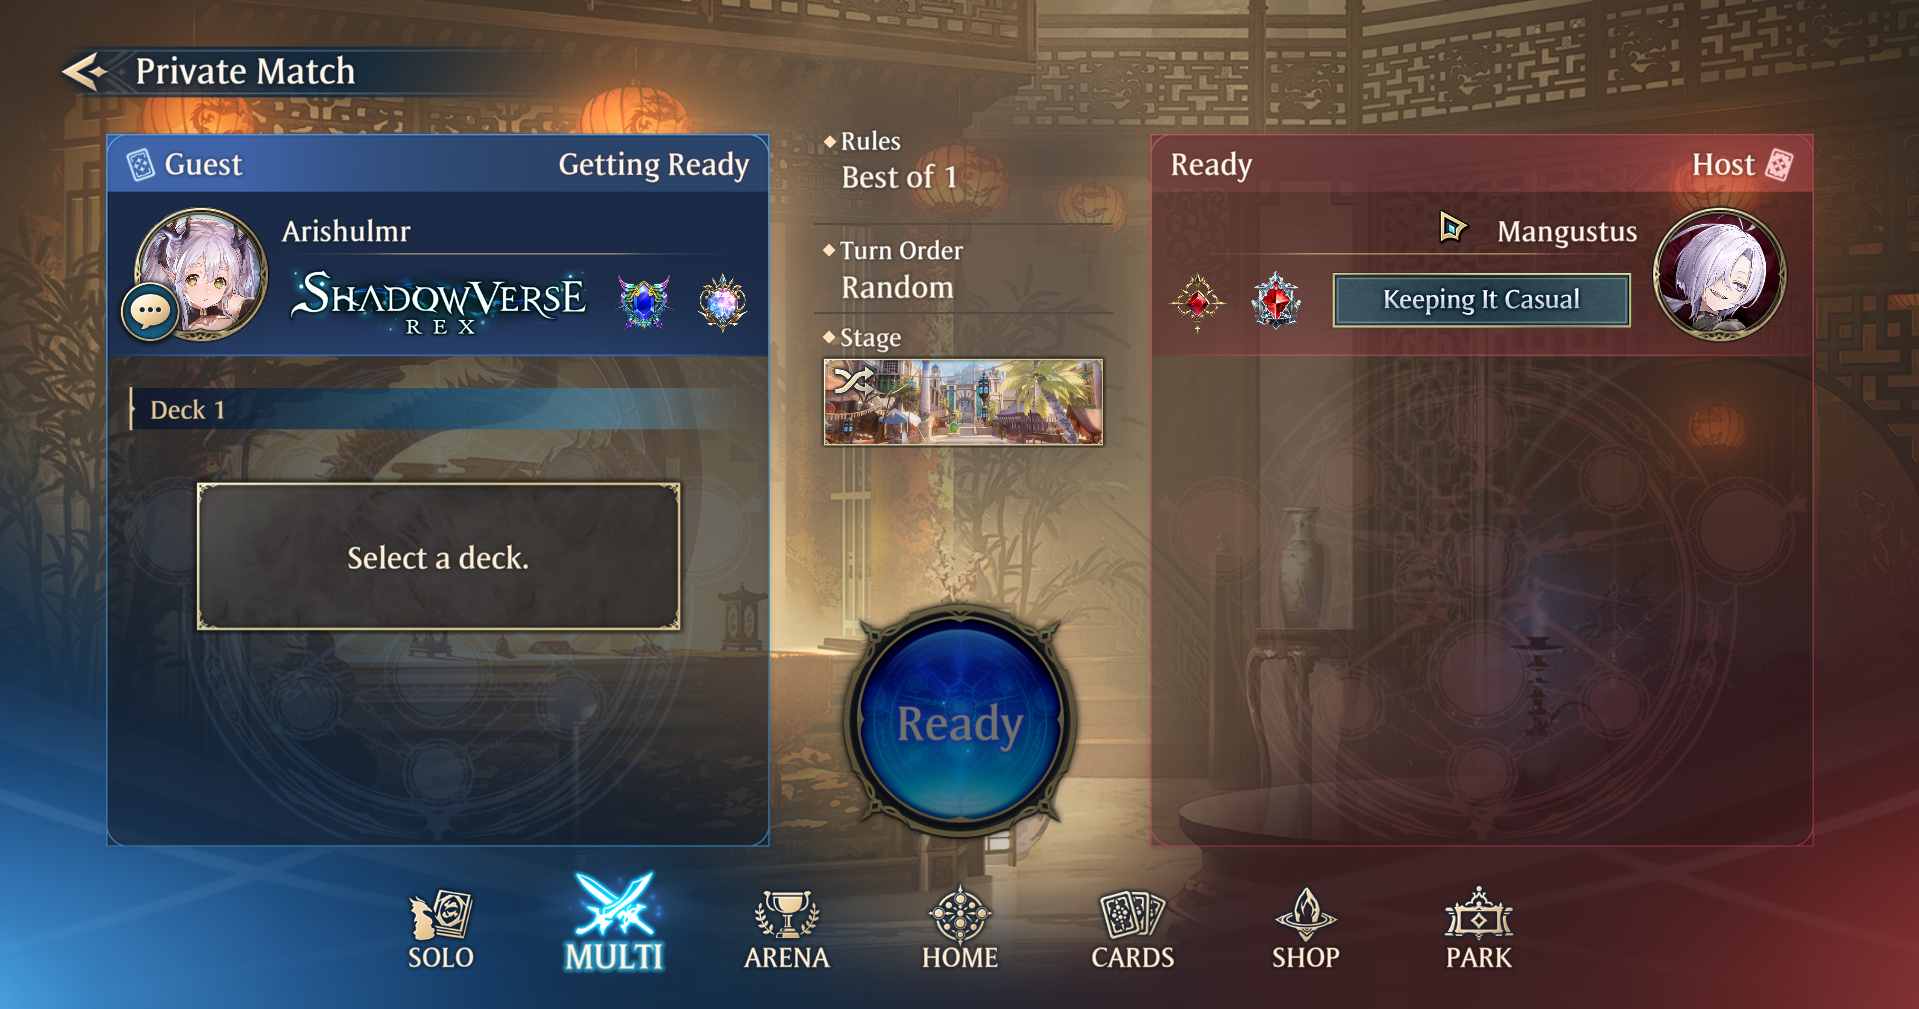 Private Match
Guest
Getting Ready
Arishulmr
SHADOWVERSE
REX
Deck 1
Select a deck.
Rules
Best of 1
Turn Order
Random
Stage
Ready
Ready
Host
Mangustus
Keeping It Casual
SOLO
MULTI
ARENA
HOME
CARDS
SHOP
PARK